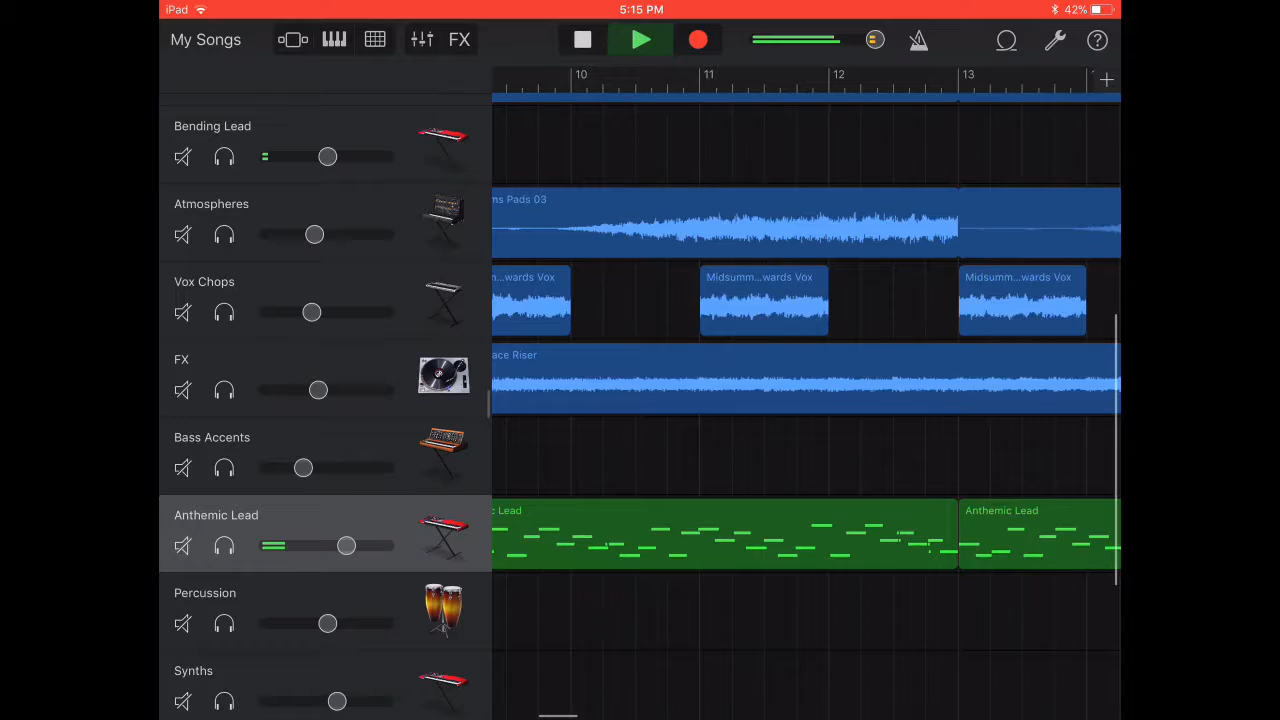 iPad 5:15 PM 42%
My Songs FX
10 11 12 13
Bending Lead
Atmospheres
ms Pads 03
Vox Chops
wards Vox Midsumm...wards Vox Midsumm...wards Vox
FX
ace Riser
Bass Accents
Anthemic Lead
c Lead Anthemic Lead
Percussion
Synths